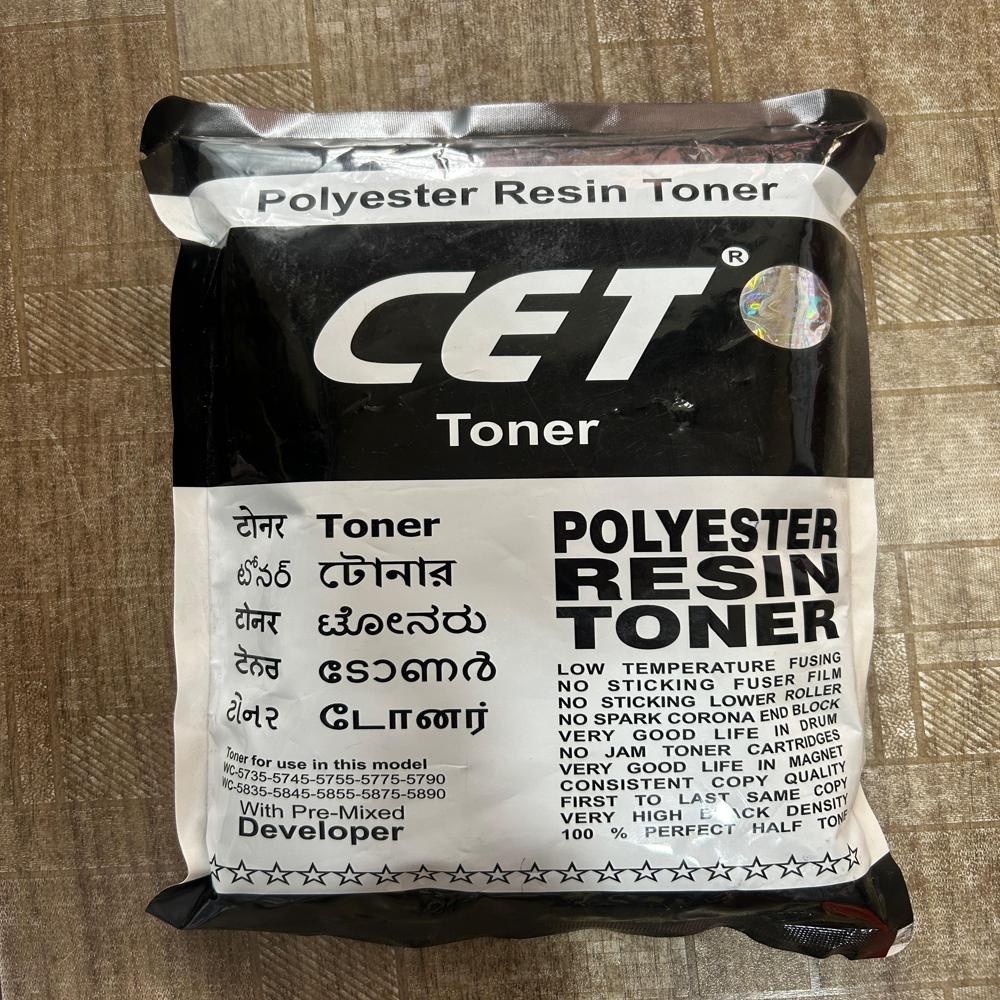 Polyester Resin Toner
CET®
Toner
टोनर Toner
టోనర్ টোনার
टोनर ಟೋನರು
ਟੋਨਰ ടോണർ
ટોનર டோனர்
Toner for use in this model
WC-5735-5745-5755-5775-5790
WC-5835-5845-5855-5875-5890
With Pre-Mixed
Developer
POLYESTER
RESIN
TONER
LOW TEMPERATURE FUSING
NO STICKING FUSER FILM
NO STICKING LOWER ROLLER
NO SPARK CORONA END BLOCK
VERY GOOD LIFE IN DRUM
NO JAM TONER CARTRIDGES
VERY GOOD LIFE IN MAGNET
CONSISTENT COPY QUALITY
FIRST TO LAST SAME COPY
VERY HIGH BLACK DENSITY
100 % PERFECT HALF TONE